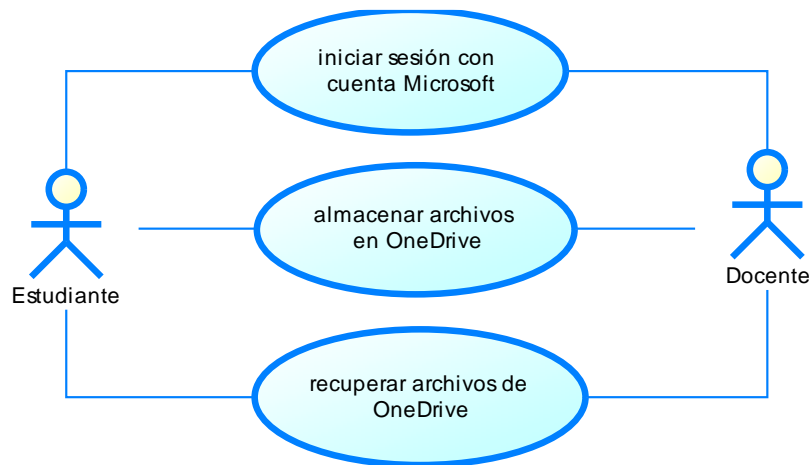 iniciar sesión con
cuenta Microsoft
almacenar archivos
en OneDrive
Estudiante
Docente
recuperar archivos de
OneDrive